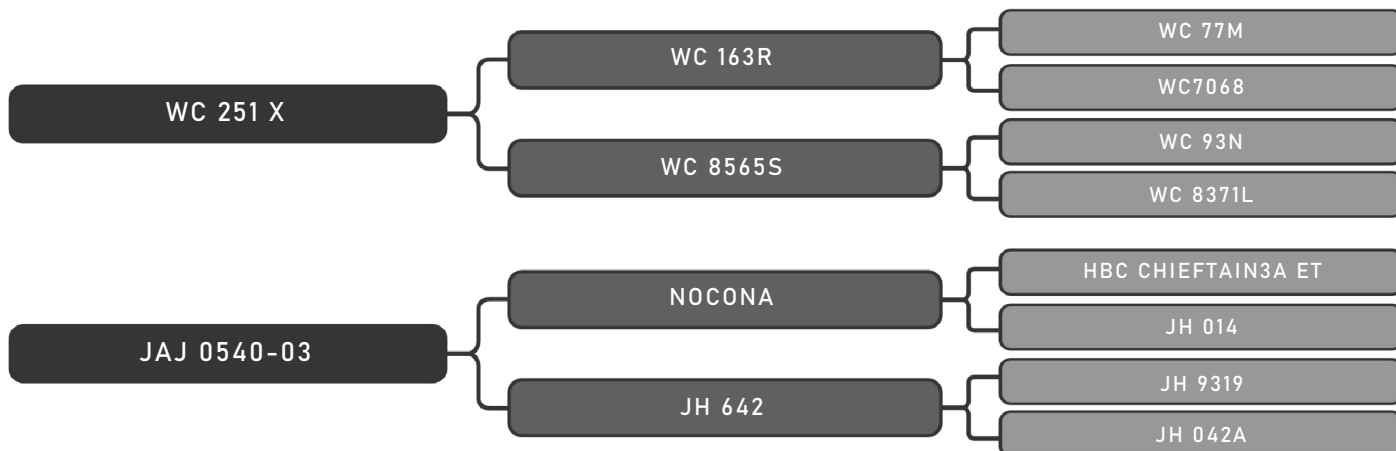 WC 251 X
WC 163R
WC 77M
WC7068
WC 8565S
WC 93N
WC 8371L
JAJ 0540-03
NOCONA
HBC CHIEFTAIN3A ET
JH 014
JH 642
JH 9319
JH 042A